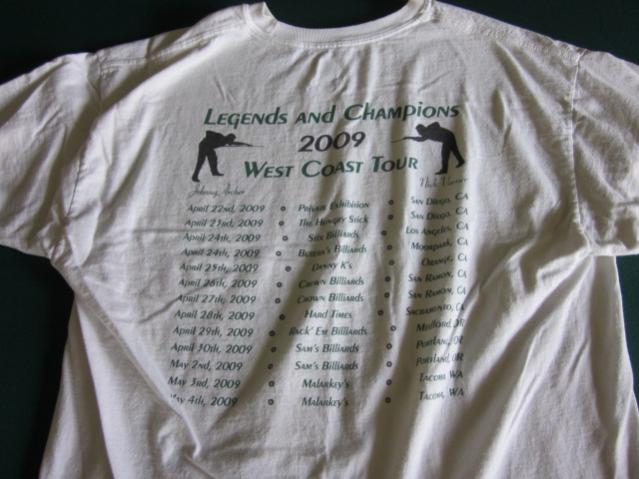 Legends and Champions
2009
West Coast Tour
Johnny Archer
April 22nd, 2009 • Private Exhibition • San Diego, CA
April 23rd, 2009 • The Hungry Stick • San Diego, CA
April 24th, 2009 • Stix Billiards • Los Angeles, CA
April 24th, 2009 • Billiards • Moorpark, CA
April 25th, 2009 • Danny K's • Orange, CA
April 26th, 2009 • Crown Billiards • San Ramon, CA
April 27th, 2009 • Crown Billiards • San Ramon, CA
April 28th, 2009 • Hard Times • Sacramento, CA
April 29th, 2009 • Rack' Em Billiards • Medford, OR
April 30th, 2009 • Sam's Billiards • Portland, OR
May 2nd, 2009 • Sam's Billiards • Portland, OR
May 3rd, 2009 • Malarkey's • Tacoma WA
May 4th, 2009 • Malarkey's • Tacoma, WA